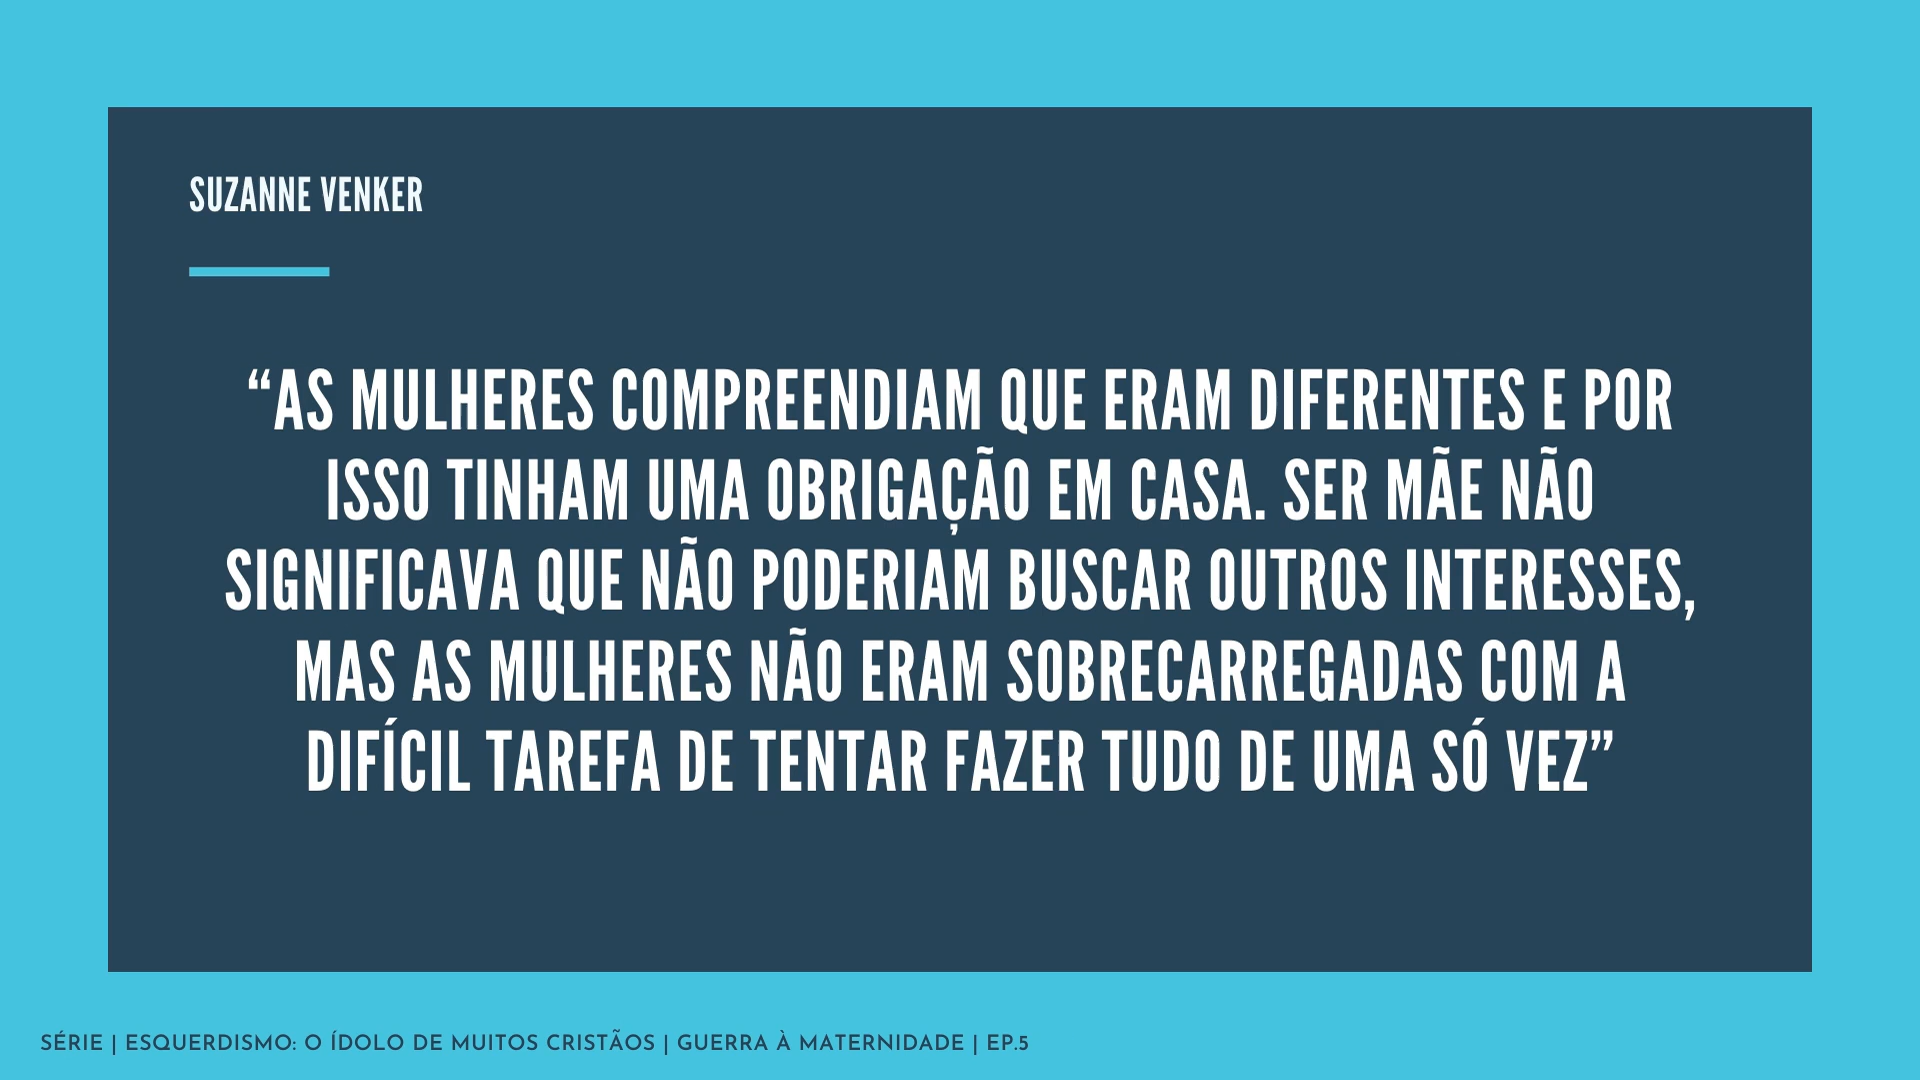 SUZANNE VENKER
“AS MULHERES COMPREENDIAM QUE ERAM DIFERENTES E POR
ISSO TINHAM UMA OBRIGAÇÃO EM CASA. SER MÃE NÃO
SIGNIFICAVA QUE NÃO PODERIAM BUSCAR OUTROS INTERESSES,
MAS AS MULHERES NÃO ERAM SOBRECARREGADAS COM A
DIFÍCIL TAREFA DE TENTAR FAZER TUDO DE UMA SÓ VEZ”
SÉRIE | ESQUERDISMO: O ÍDOLO DE MUITOS CRISTÃOS | GUERRA À MATERNIDADE | EP.5